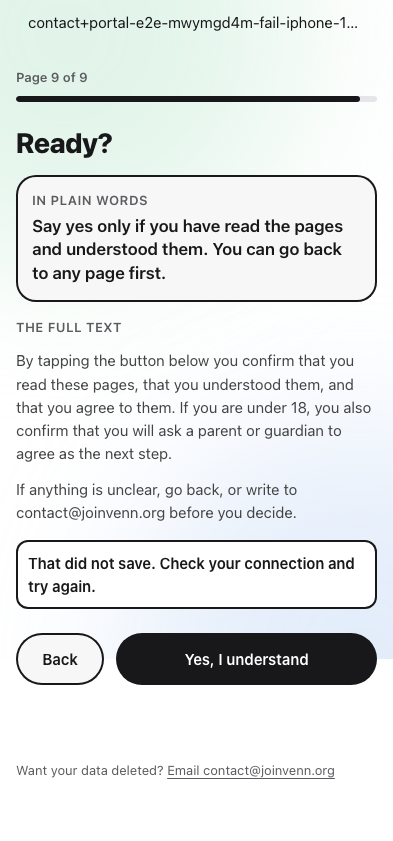 contact+portal-e2e-mwymgd4m-fail-iphone-1...
Page 9 of 9
Ready?
IN PLAIN WORDS
Say yes only if you have read the pages
and understood them. You can go back
to any page first.
THE FULL TEXT
By tapping the button below you confirm that you
read these pages, that you understood them, and
that you agree to them. If you are under 18, you also
confirm that you will ask a parent or guardian to
agree as the next step.
If anything is unclear, go back, or write to
contact@joinvenn.org before you decide.
That did not save. Check your connection and
try again.
Back
Yes, I understand
Want your data deleted? Email contact@joinvenn.org